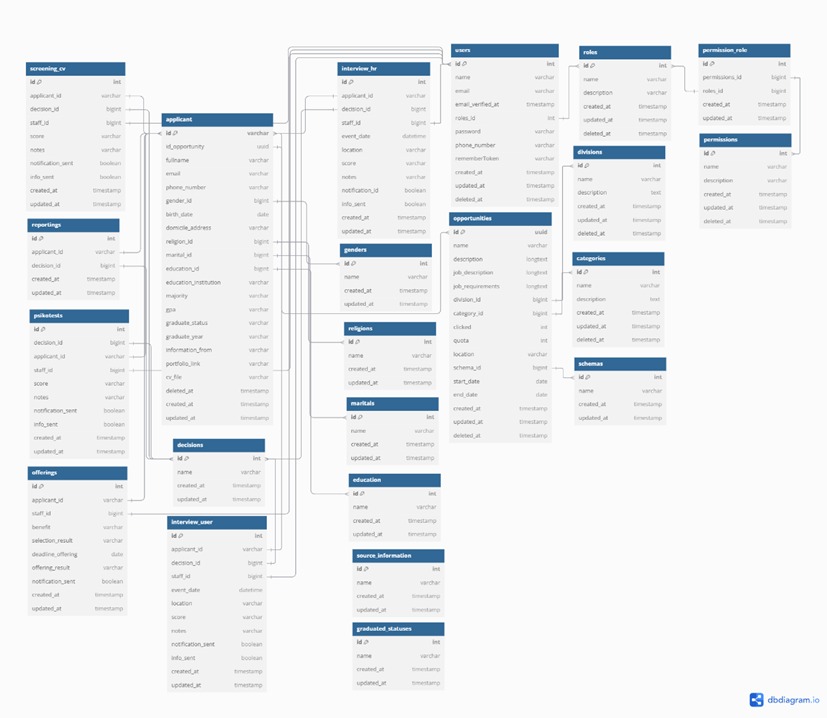 screening_cv
id int
applicant_id varchar
decision_id bigint
staff_id bigint
score varchar
notes varchar
notification_sent boolean
info_sent boolean
created_at timestamp
updated_at timestamp
reportings
id int
applicant_id varchar
decision_id bigint
created_at timestamp
updated_at timestamp
psikotests
id int
decision_id bigint
applicant_id varchar
staff_id bigint
score varchar
notes varchar
notification_sent boolean
info_sent boolean
created_at timestamp
updated_at timestamp
offerings
id int
applicant_id varchar
staff_id bigint
benefit varchar
selection_result varchar
deadline_offering date
offering_result varchar
notification_sent boolean
created_at timestamp
updated_at timestamp
applicant
id varchar
id_opportunity uuid
fullname varchar
email varchar
phone_number varchar
gender_id bigint
birth_date date
domicile_address varchar
religion_id bigint
marital_id bigint
education_id bigint
education_institution varchar
majority varchar
gpa varchar
graduate_status varchar
graduate_year varchar
information_from varchar
portfolio_link varchar
cv_file varchar
deleted_at timestamp
created_at timestamp
updated_at timestamp
decisions
id int
name varchar
created_at timestamp
updated_at timestamp
interview_user
id int
applicant_id varchar
decision_id bigint
staff_id bigint
event_date datetime
location varchar
score varchar
notes varchar
notification_sent boolean
info_sent boolean
created_at timestamp
updated_at timestamp
interview_hr
id int
applicant_id varchar
decision_id bigint
staff_id bigint
event_date datetime
location varchar
score varchar
notes varchar
notification_id boolean
info_sent boolean
created_at timestamp
updated_at timestamp
genders
id int
name varchar
created_at timestamp
updated_at timestamp
religions
id int
name varchar
created_at timestamp
updated_at timestamp
maritals
id int
name varchar
created_at timestamp
updated_at timestamp
education
id int
name varchar
created_at timestamp
updated_at timestamp
source_information
id int
name varchar
created_at timestamp
updated_at timestamp
graduated_statuses
id int
name varchar
created_at timestamp
updated_at timestamp
users
id int
name varchar
email varchar
email_verified_at timestamp
roles_id int
password varchar
phone_number varchar
rememberToken varchar
created_at timestamp
updated_at timestamp
deleted_at timestamp
opportunities
id uuid
name varchar
description longtext
job_description longtext
job_requirements longtext
division_id bigint
category_id bigint
clicked int
quota int
location varchar
schema_id bigint
start_date date
end_date date
created_at timestamp
updated_at timestamp
deleted_at timestamp
roles
id int
name varchar
description varchar
created_at timestamp
updated_at timestamp
deleted_at timestamp
divisions
id int
name varchar
description text
created_at timestamp
updated_at timestamp
deleted_at timestamp
categories
id int
name varchar
description text
created_at timestamp
updated_at timestamp
deleted_at timestamp
schemas
id int
name varchar
created_at timestamp
updated_at timestamp
permission_role
id int
permissions_id bigint
roles_id bigint
created_at timestamp
updated_at timestamp
permissions
id int
name varchar
description varchar
created_at timestamp
updated_at timestamp
deleted_at timestamp
dbdiagram.io